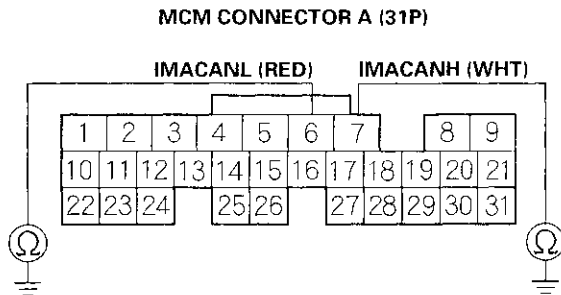 MCM CONNECTOR A (31P)
IMACANL (RED) IMACANH (WHT)
1 2 3 4 5 6 7 8 9
10 11 12 13 14 15 16 17 18 19 20 21
22 23 24 25 26 27 28 29 30 31
Ω Ω